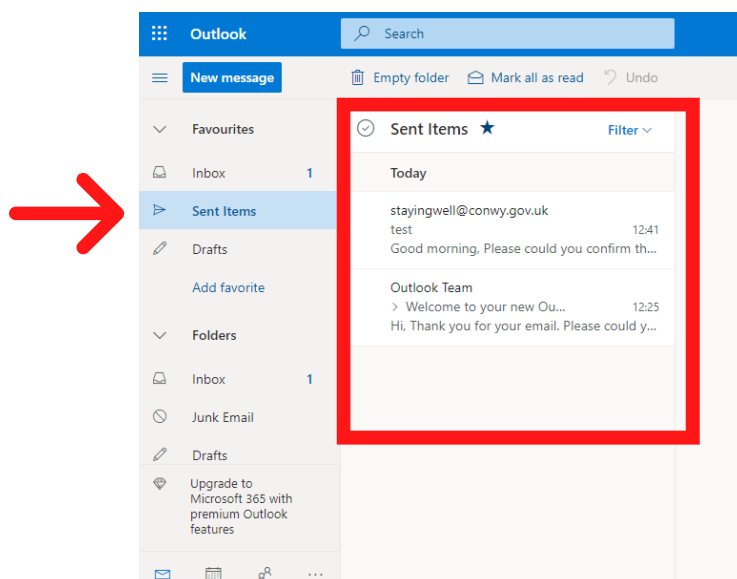 Outlook
Search
New message
Empty folder
Mark all as read
Undo
Favourites
Inbox 1
Sent Items
Drafts
Add favorite
Folders
Inbox 1
Junk Email
Drafts
Upgrade to
Microsoft 365 with
premium Outlook
features
Sent Items
Filter
Today
stayingwell@conwy.gov.uk
test 12:41
Good morning, Please could you confirm th...
Outlook Team
> Welcome to your new Ou... 12:25
Hi, Thank you for your email. Please could y...